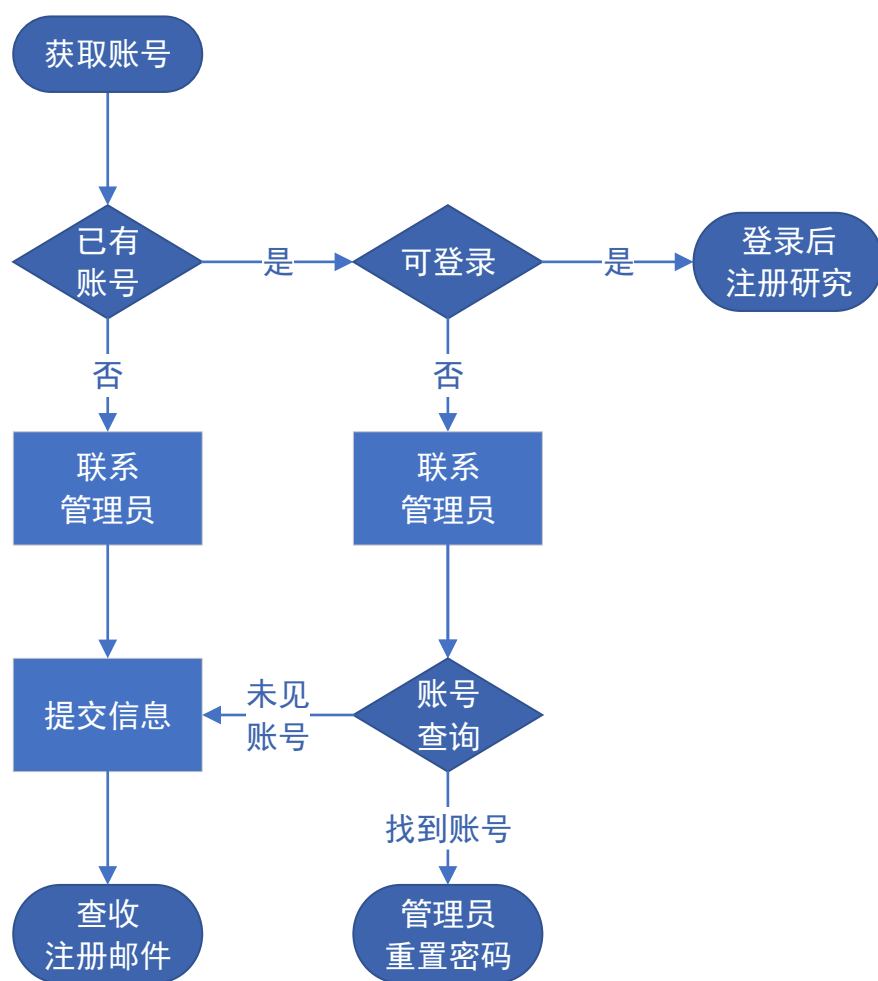 获取账号
已有
账号
是
可登录
是
登录后
注册研究
否
否
联系
管理员
联系
管理员
提交信息
未见
账号
账号
查询
找到账号
查收
注册邮件
管理员
重置密码